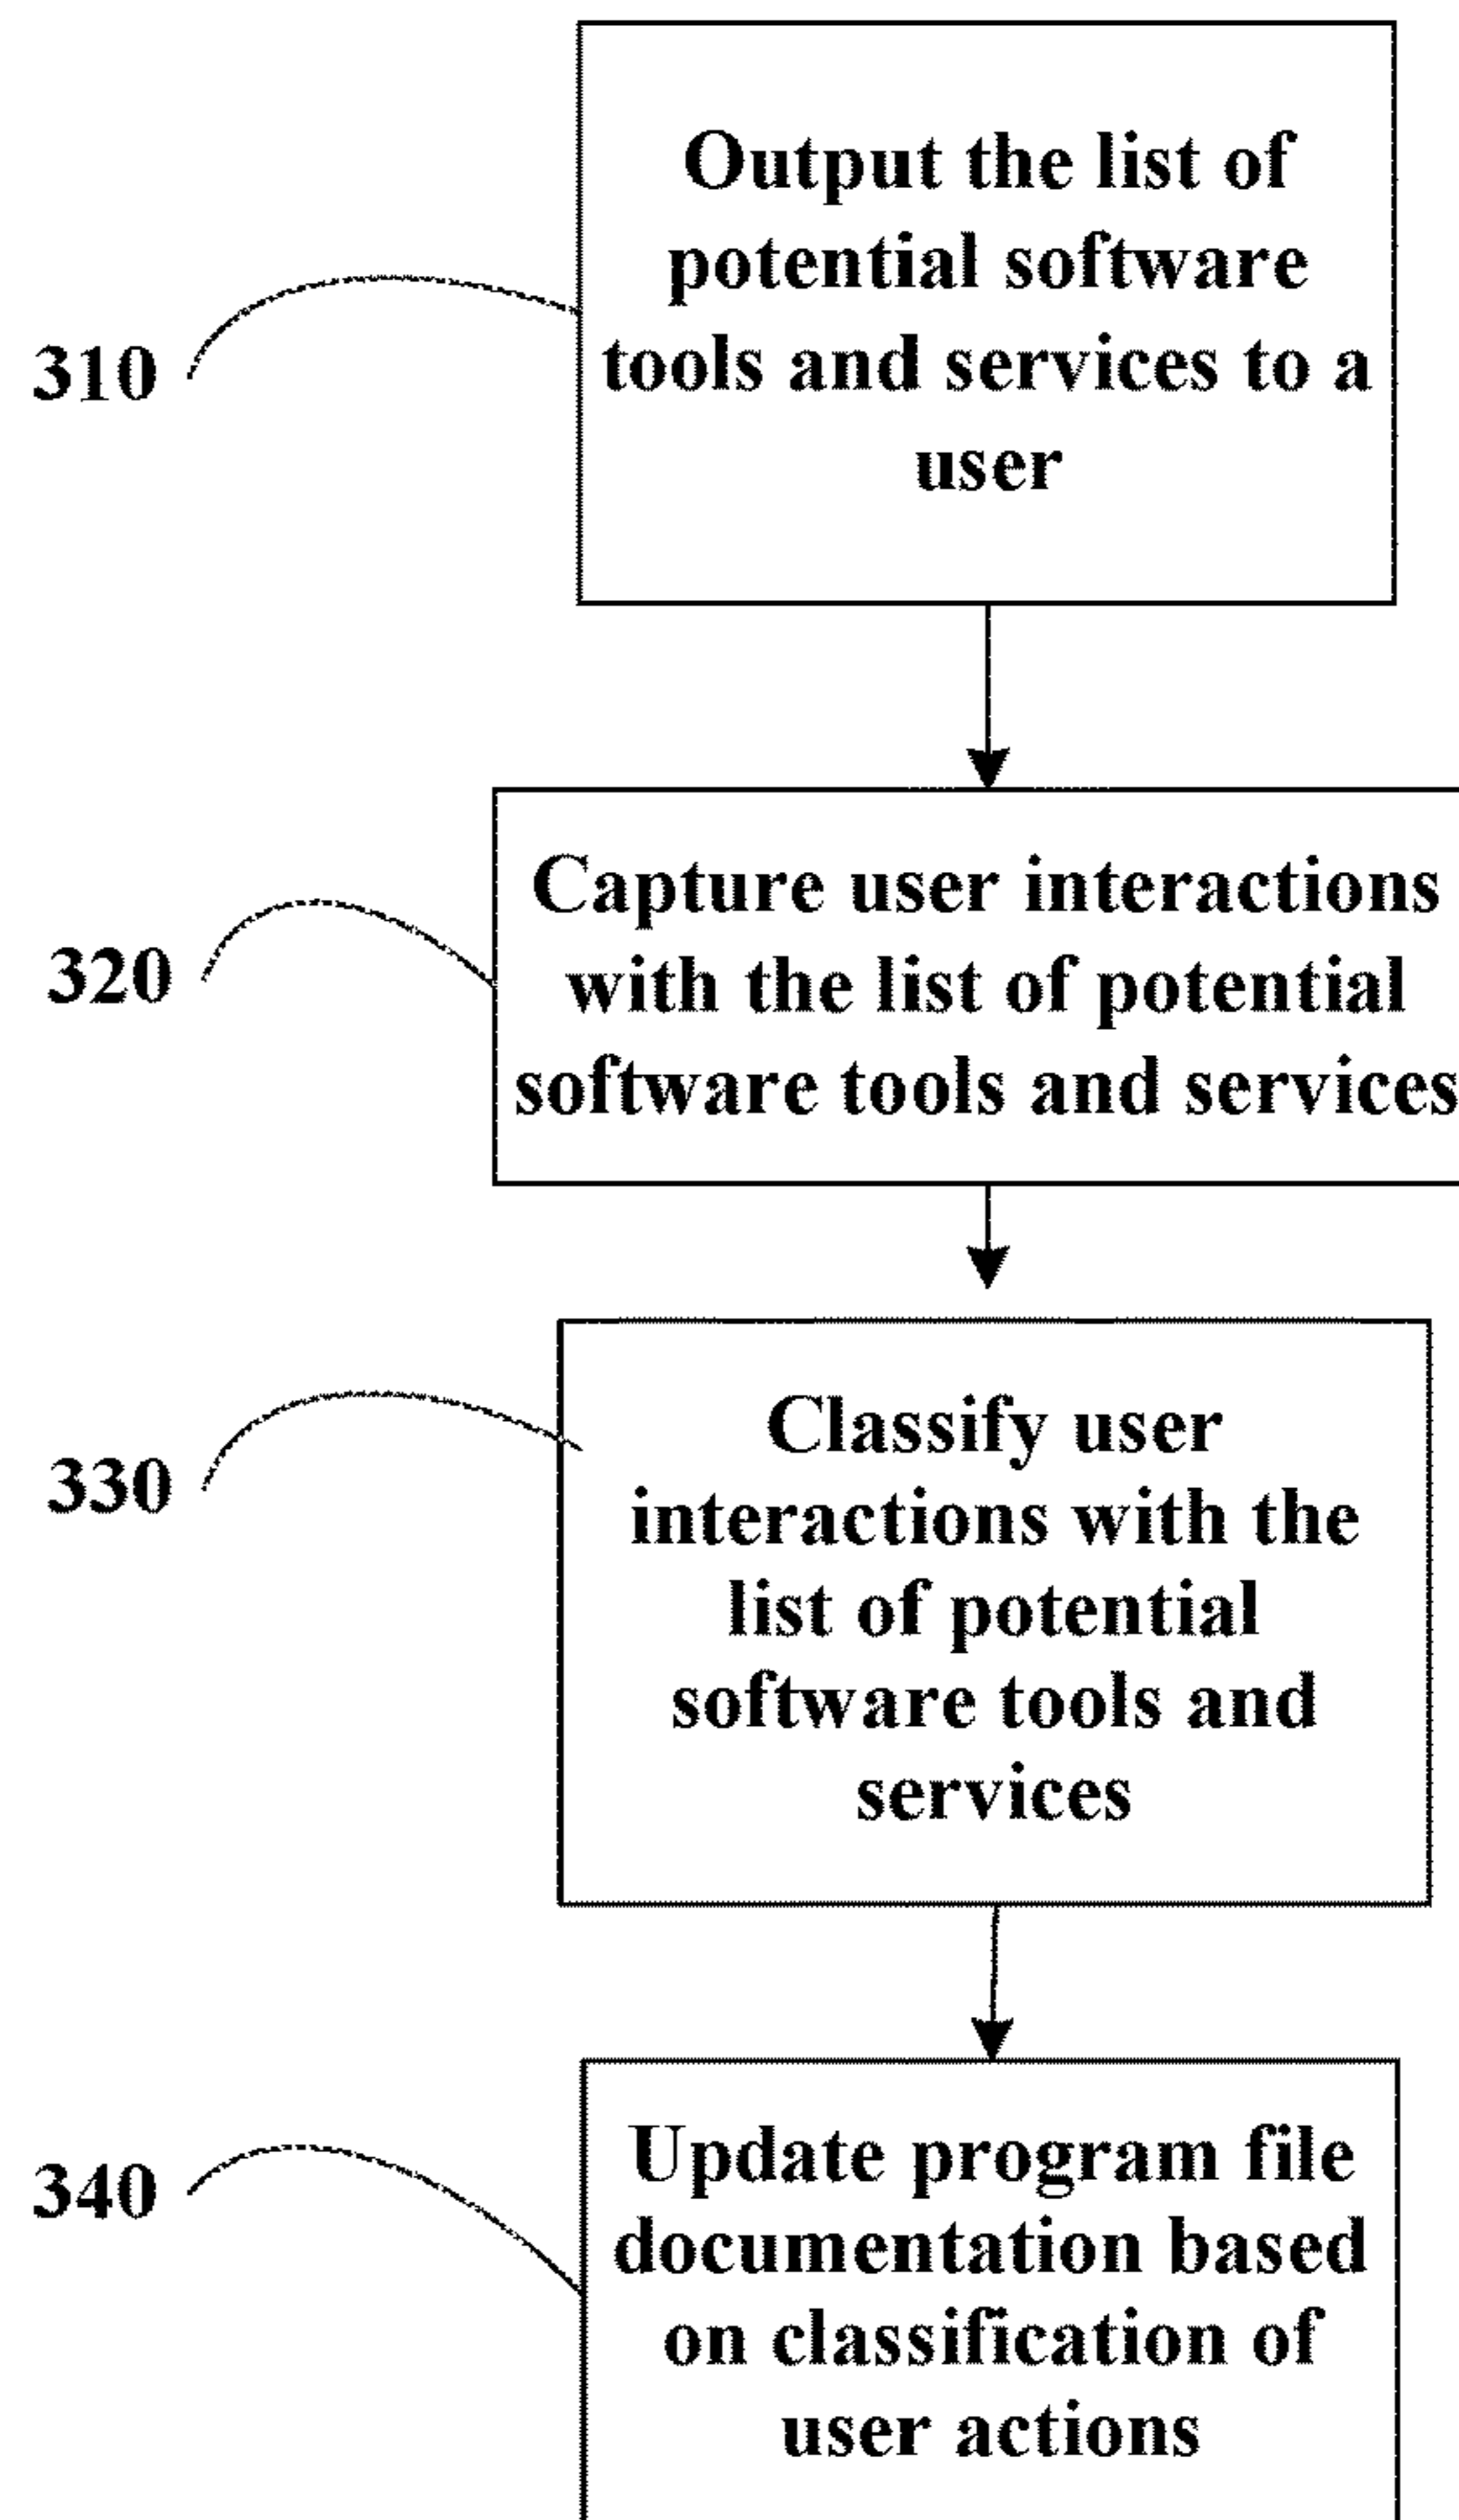 Output the list of
potential software
tools and services to a
user
310
Capture user interactions
with the list of potential
software tools and services
320
Classify user
interactions with the
list of potential
software tools and
services
330
Update program file
documentation based
on classification of
user actions
340